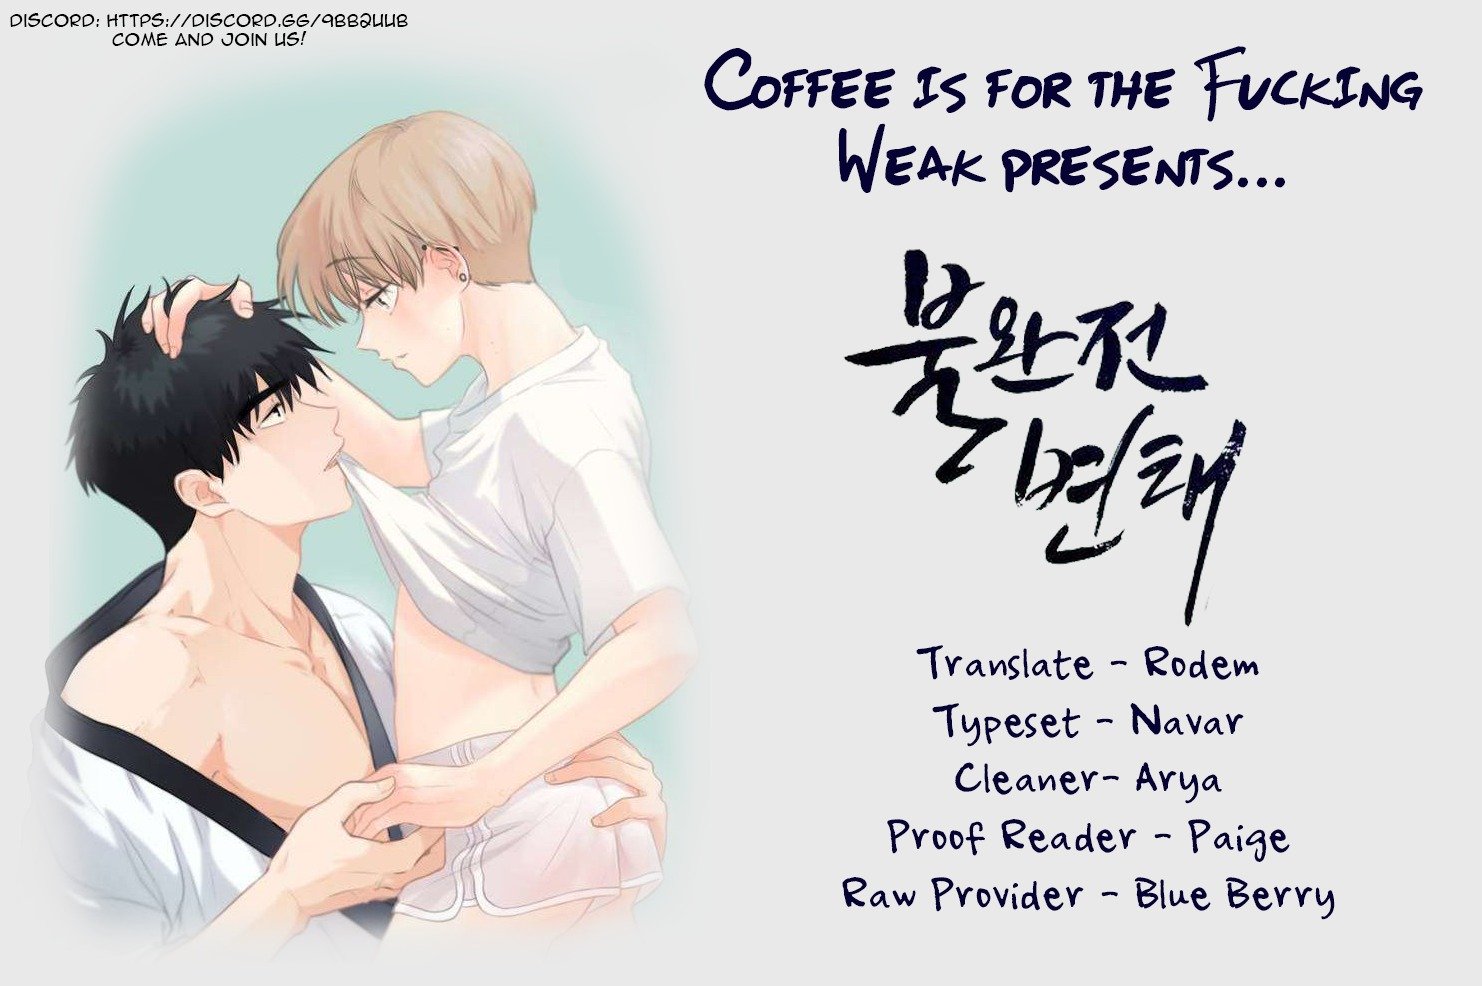 DISCORD: HTTPS://DISCORD.GG/9BB2UUB
COME AND JOIN US!
COFFEE IS FOR THE FUCKING
WEAK PRESENTS...
불완전
변태
Translate - Rodem
Typeset - Navar
Cleaner- Arya
Proof Reader - Paige
Raw Provider - Blue Berry